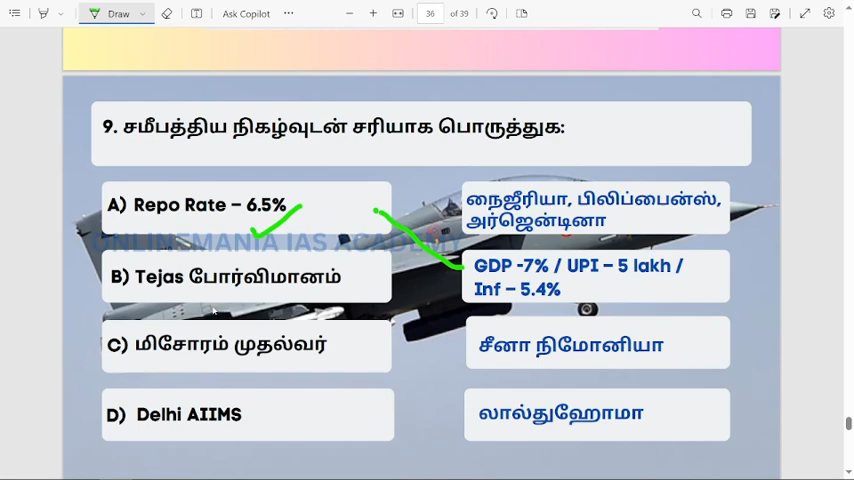 Draw
Ask Copilot
36 of 39
9. சமீபத்திய நிகழ்வுடன் சரியாக பொருத்துக:
A) Repo Rate – 6.5%
நைஜீரியா, பிலிப்பைன்ஸ்,
அர்ஜென்டினா
ONLINEMANIA IAS ACADEMY
B) Tejas போர்விமானம்
GDP -7% / UPI – 5 lakh /
Inf – 5.4%
C) மிசோரம் முதல்வர்
சீனா நிமோனியா
D) Delhi AIIMS
லால்துஹோமா